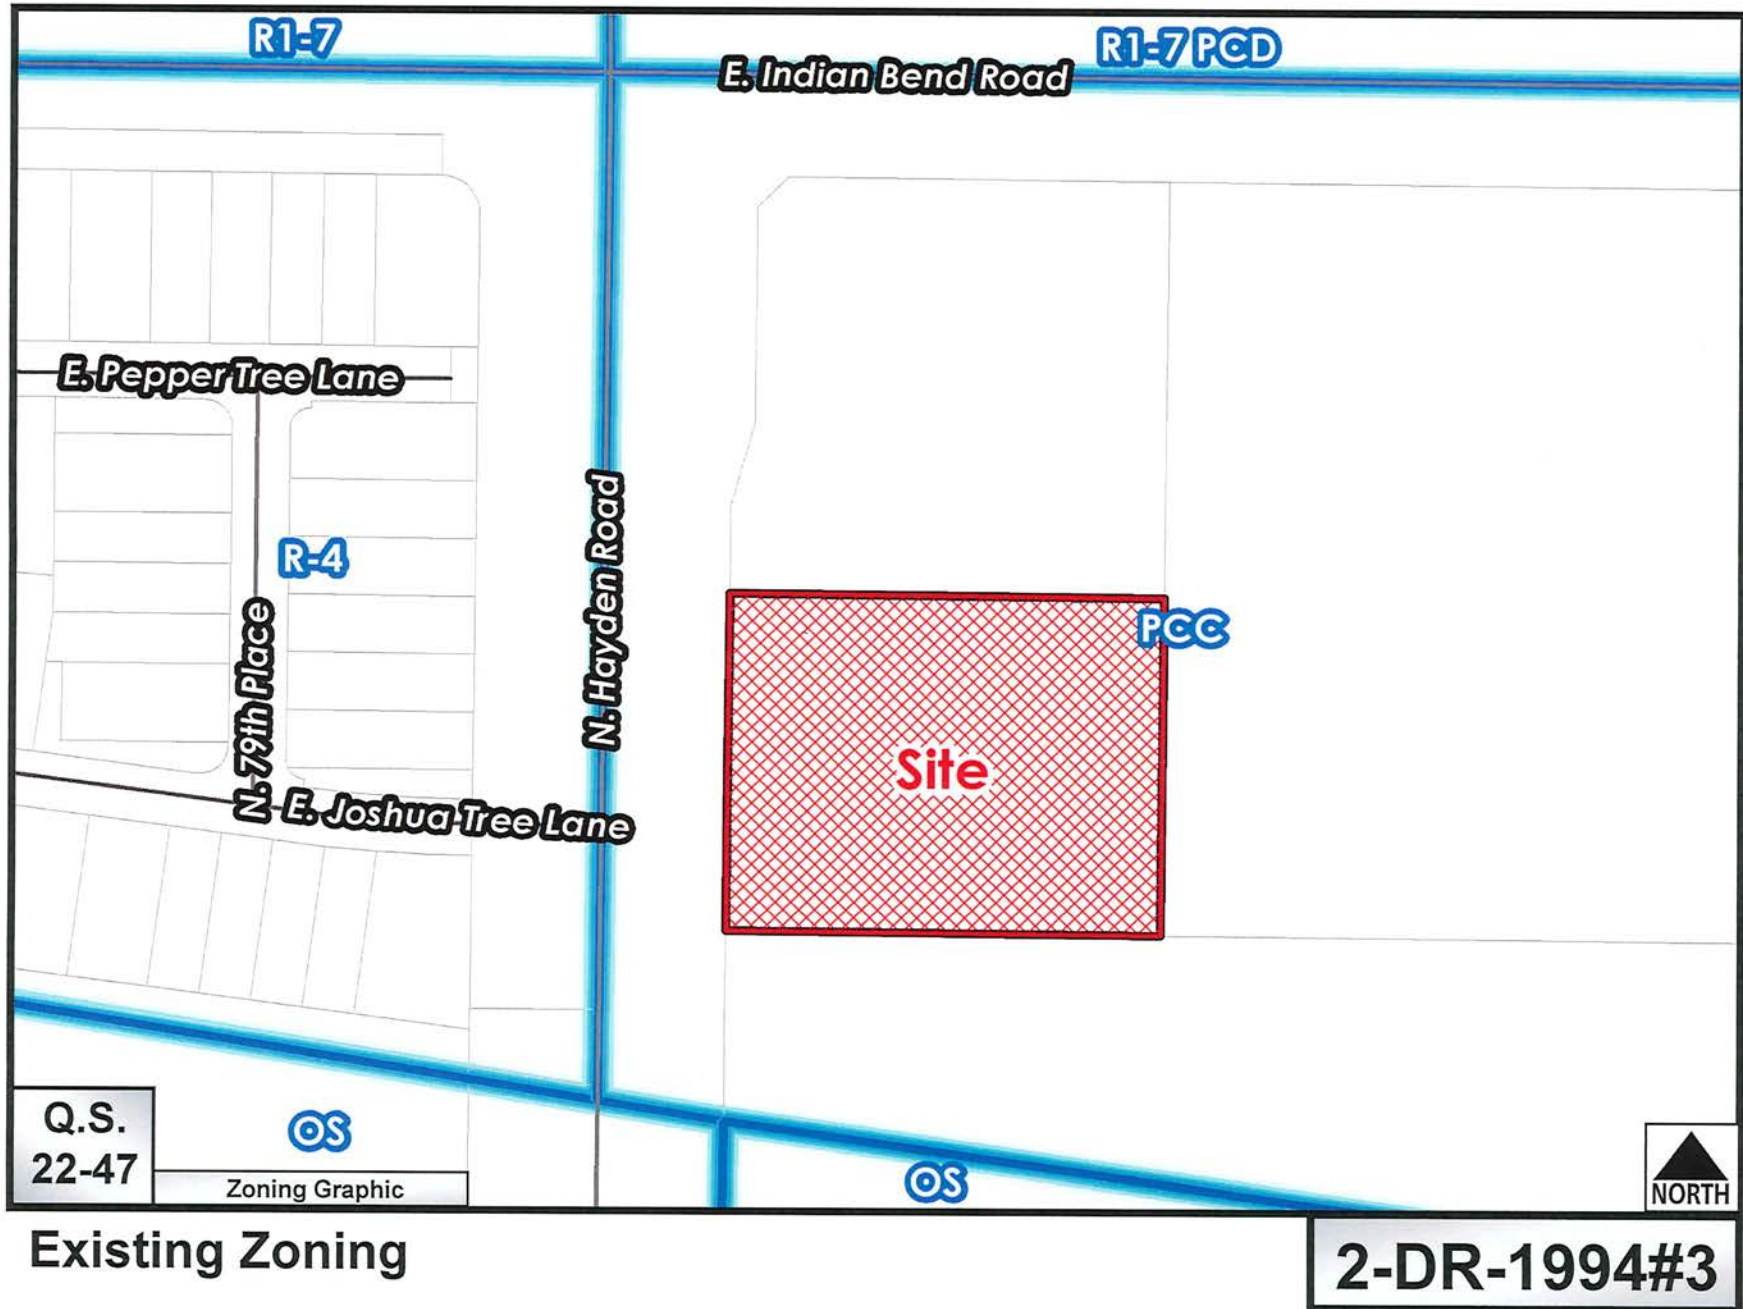 R1-7
R1-7 PCD
E. Indian Bend Road
E. Pepper Tree Lane
N. Hayden Road
R-4
N. 79th Place
PCC
Site
E. Joshua Tree Lane
Q.S.
22-47
OS
Zoning Graphic
OS
NORTH
Existing Zoning
2-DR-1994#3